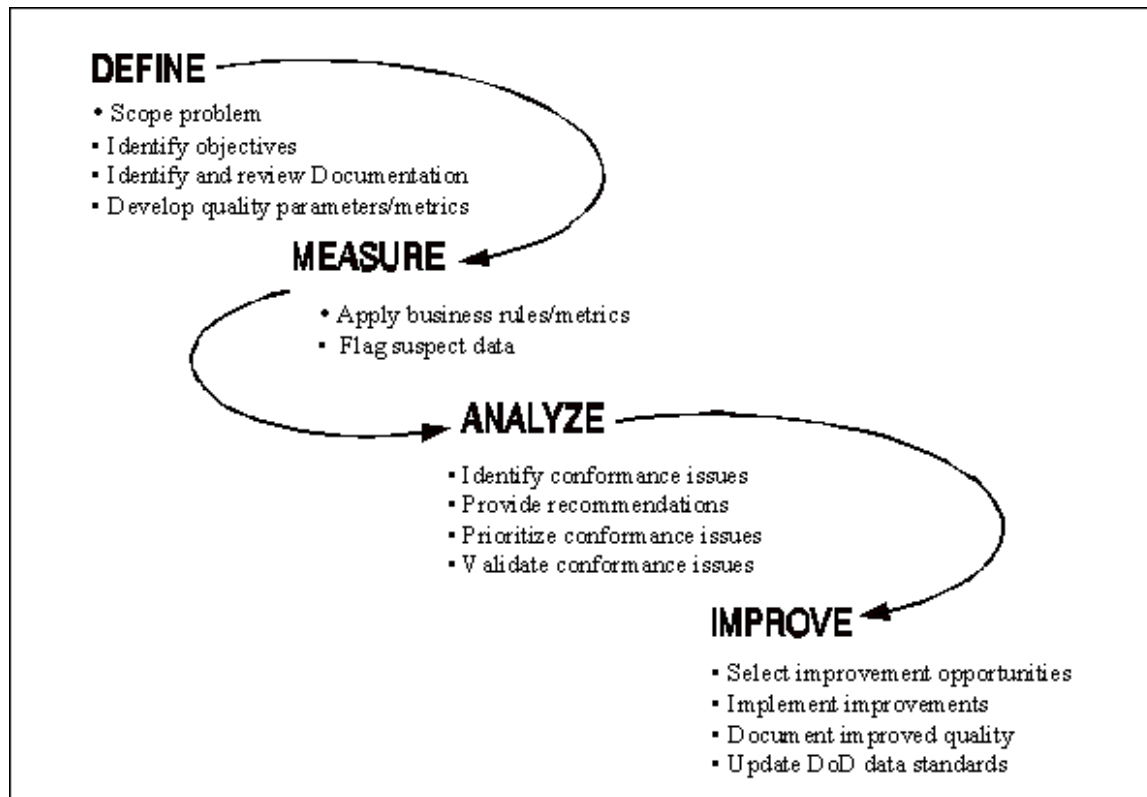 DEFINE
• Scope problem
▪ Identify objectives
▪ Identify and review Documentation
▪ Develop quality parameters/metrics
MEASURE
• Apply business rules/metrics
▪ Flag suspect data
ANALYZE
▪ Identify conformance issues
▪ Provide recommendations
▪ Prioritize conformance issues
▪ Validate conformance issues
IMPROVE
▪ Select improvement opportunities
▪ Implement improvements
▪ Document improved quality
▪ Update DoD data standards